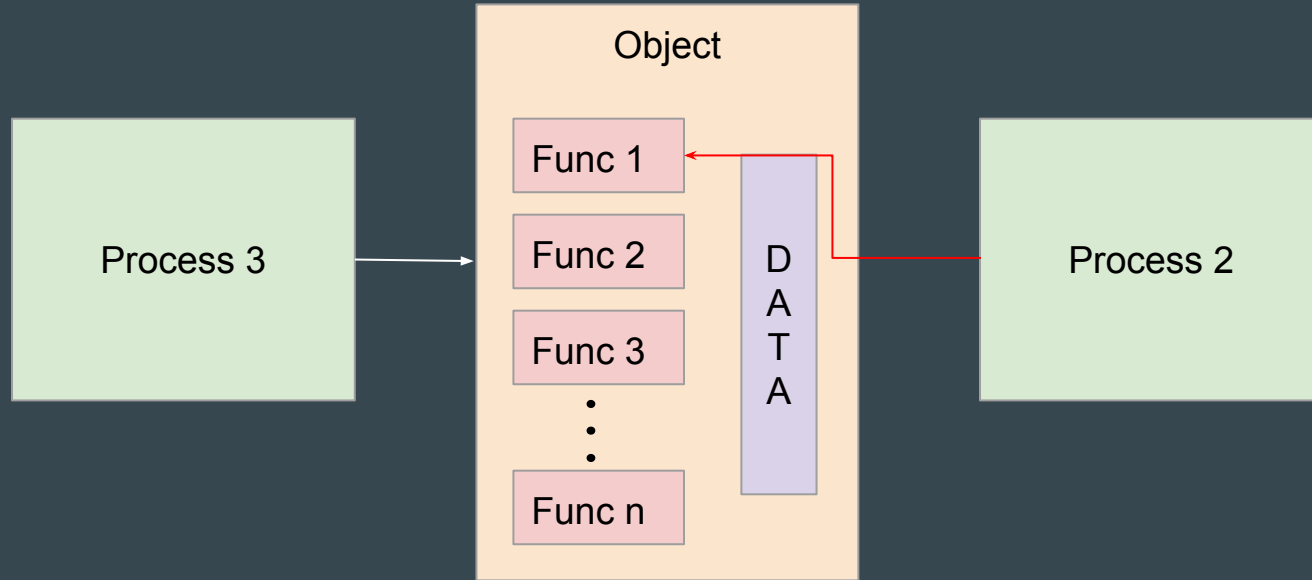 Object
Process 3
Func 1
Func 2
Func 3
Func n
D
A
T
A
Process 2